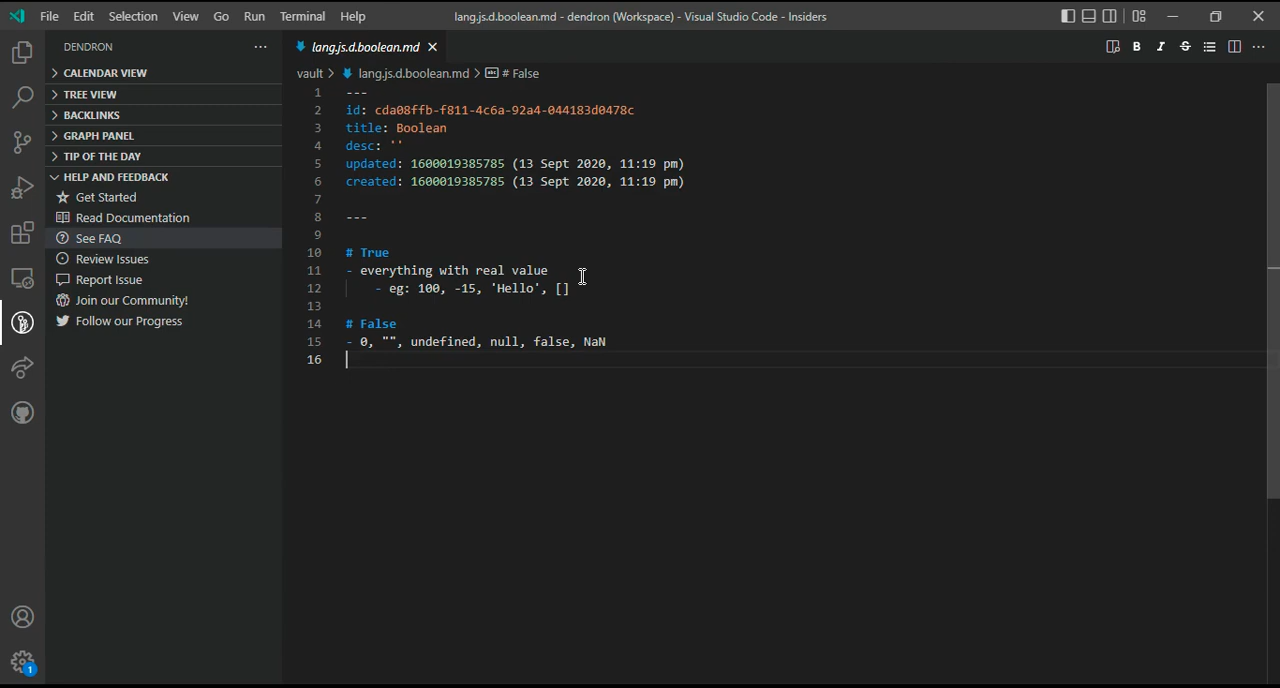 File Edit Selection View Go Run Terminal Help
lang.js.d.boolean.md - dendron (Workspace) - Visual Studio Code - Insiders
DENDRON
CALENDAR VIEW
TREE VIEW
BACKLINKS
GRAPH PANEL
TIP OF THE DAY
HELP AND FEEDBACK
Get Started
Read Documentation
See FAQ
Review Issues
Report Issue
Join our Community!
Follow our Progress
1
lang.js.d.boolean.md
B I S
vault > lang.js.d.boolean.md > # False
1 ---
2 id: cda08ffb-f811-4c6a-92a4-044183d0478c
3 title: Boolean
4 desc: ''
5 updated: 1600019385785 (13 Sept 2020, 11:19 pm)
6 created: 1600019385785 (13 Sept 2020, 11:19 pm)
7
8 ---
9
10 # True
11 - everything with real value
12 - eg: 100, -15, 'Hello', []
13
14 # False
15 - 0, "", undefined, null, false, NaN
16